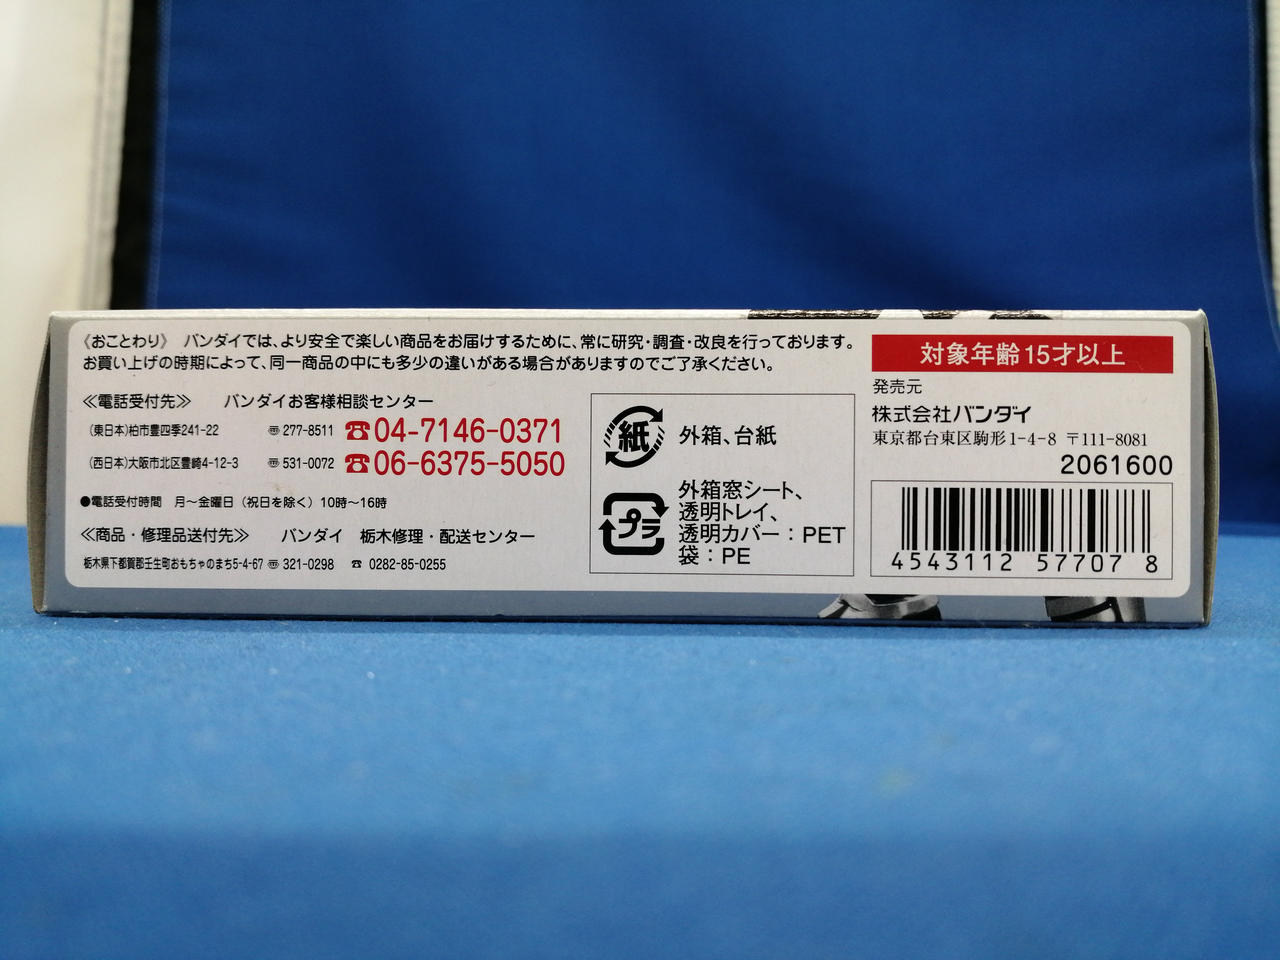 《おことわり》 バンダイでは、より安全で楽しい商品をお届けするために、常に研究・調査・改良を行っております。
お買い上げの時期によって、同一商品の中にも多少の違いがある場合がありますのでご了承ください。
≪電話受付先≫ バンダイお客様相談センター
(東日本)柏市豊四季241-22 〠277-8511 ☎04-7146-0371
(西日本)大阪市北区豊崎4-12-3 〠531-0072 ☎06-6375-5050
●電話受付時間 月～金曜日(祝日を除く)10時～16時
≪商品・修理品送付先≫ バンダイ 栃木修理・配送センター
栃木県下都賀郡壬生町おもちゃのまち5-4-67 〠321-0298 ☎ 0282-85-0255
紙
外箱、台紙
プラ
外箱窓シート、
透明トレイ、
透明カバー：PET
袋：PE
対象年齢15才以上
発売元
株式会社バンダイ
東京都台東区駒形1-4-8 〒111-8081
2061600
4543112 577078